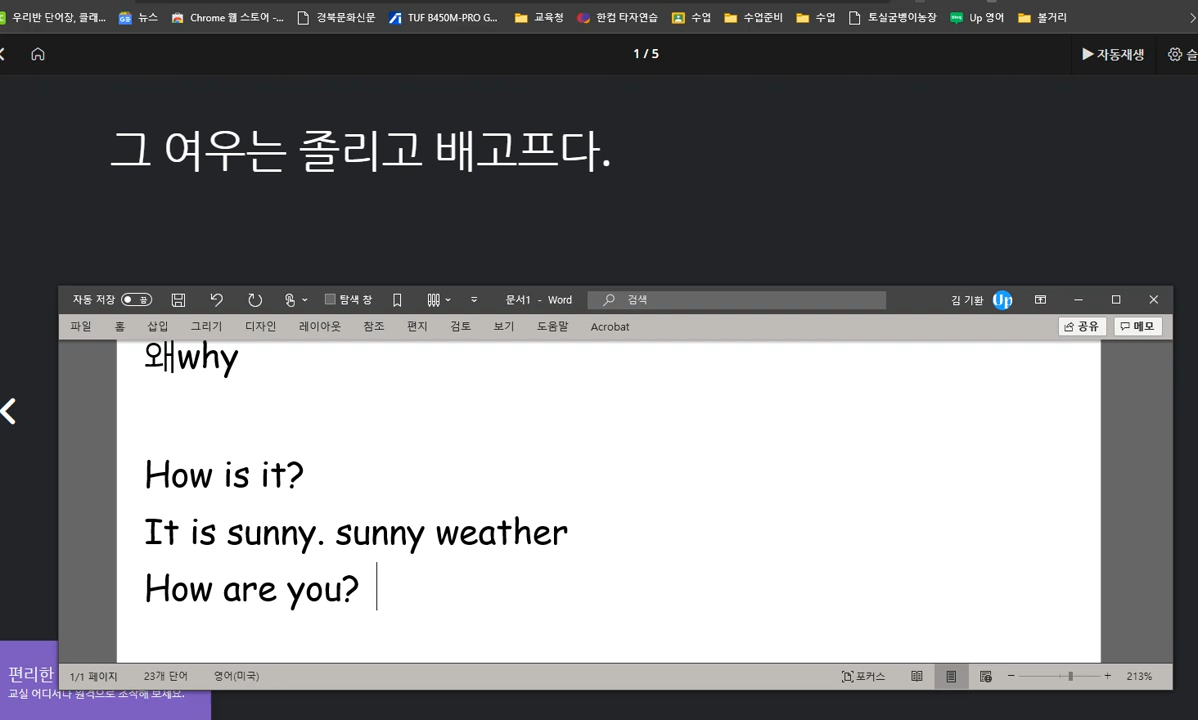 우리반 단어장, 클래...
뉴스
Chrome 웹 스토어 -...
경북문화신문
TUF B450M-PRO G...
교육청
한컴 타자연습
수업
수업준비
수업
토실굼벵이농장
Up 영어
볼거리
1 / 5
자동재생
슬
그 여우는 졸리고 배고프다.
자동 저장 끔
탐색 창
문서1 - Word
검색
김 기환
Up
파일 홈 삽입 그리기 디자인 레이아웃 참조 편지 검토 보기 도움말 Acrobat
공유
메모
왜why
How is it?
It is sunny. sunny weather
How are you?
편리한
교실 어디서나 원격으로 조작해 보세요.
1/1 페이지 23개 단어 영어(미국)
포커스
213%